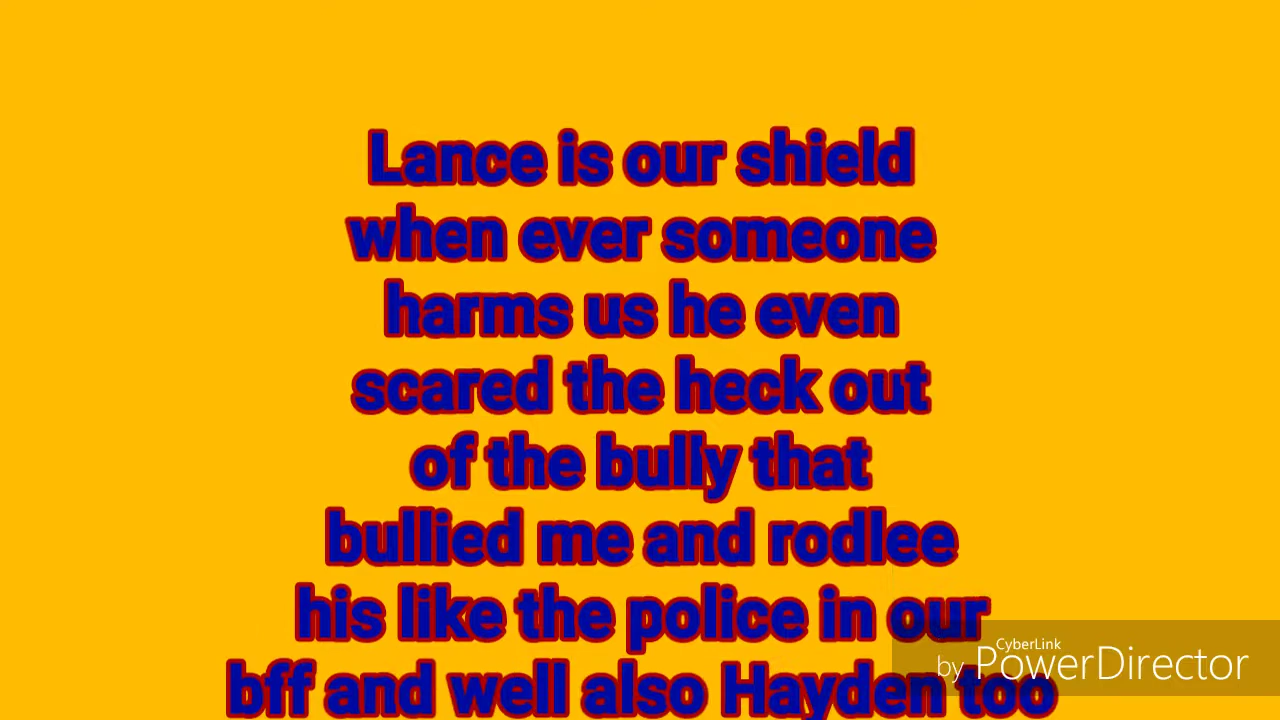 Lance is our shield
when ever someone
harms us he even
scared the heck out
of the bully that
bullied me and rodlee
his like the police in our
bff and well also Hayden too
CyberLink
by PowerDirector